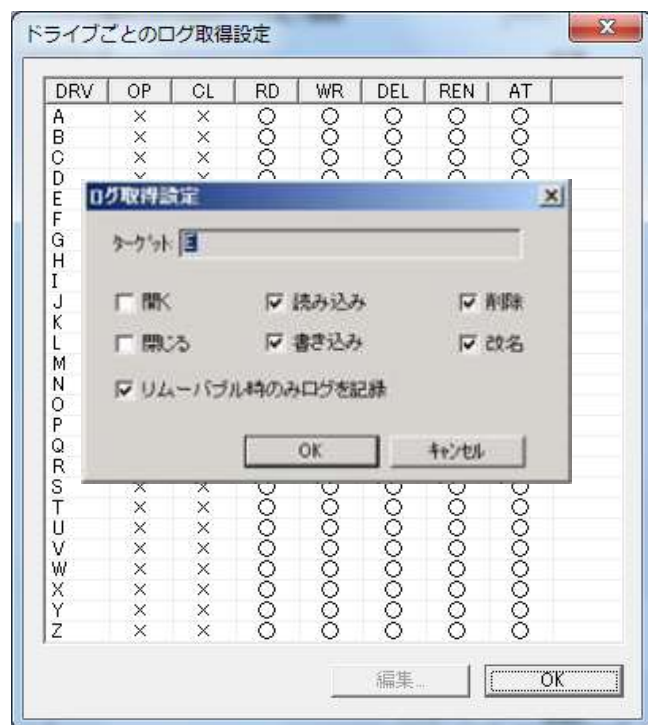 ドライブごとのログ取得設定
DRV OP CL RD WR DEL REN AT
A × × ○ ○ ○ ○ ○
B × × ○ ○ ○ ○ ○
C × × ○ ○ ○ ○ ○
D × × ○ ○ ○ ○ ○
E
F
G
H
I
J
K
L
M
N
O
P
Q
R
S × × ○ ○ ○ ○ ○
T × × ○ ○ ○ ○ ○
U × × ○ ○ ○ ○ ○
V × × ○ ○ ○ ○ ○
W × × ○ ○ ○ ○ ○
X × × ○ ○ ○ ○ ○
Y × × ○ ○ ○ ○ ○
Z × × ○ ○ ○ ○ ○
ログ取得設定
ターゲット E
開く 読み込み 削除
閉じる 書き込み 改名
リムーバブル時のみログを記録
OK キャンセル
編集... OK